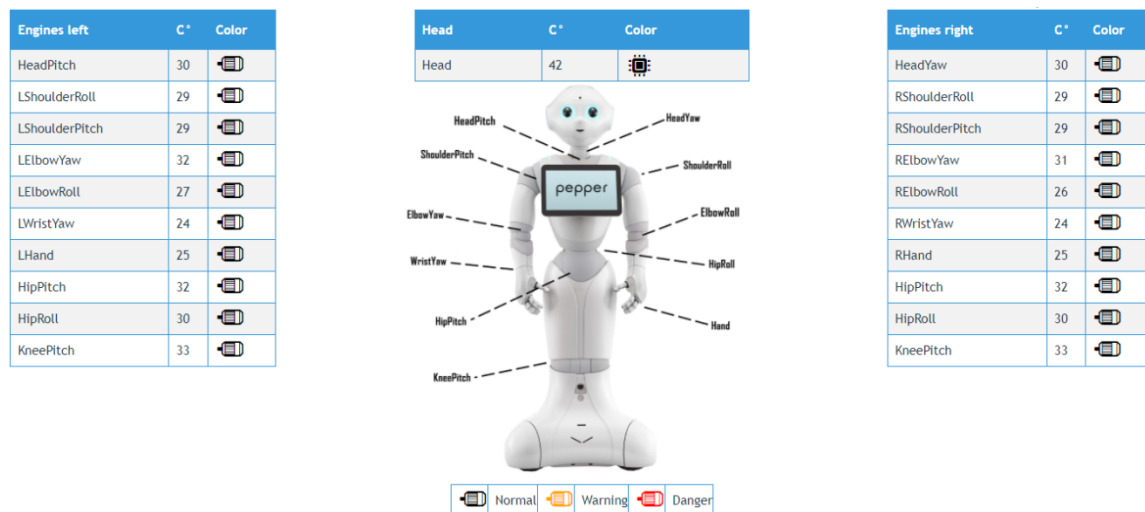 Engines left C° Color
HeadPitch 30
LShoulderRoll 29
LShoulderPitch 29
LElbowYaw 32
LElbowRoll 27
LWristYaw 24
LHand 25
HipPitch 32
HipRoll 30
KneePitch 33
Head C° Color
Head 42
HeadPitch
HeadYaw
ShoulderPitch
ShoulderRoll
pepper
ElbowYaw
ElbowRoll
WristYaw
HipRoll
HipPitch
Hand
KneePitch
Normal Warning Danger
Engines right C° Color
HeadYaw 30
RShoulderRoll 29
RShoulderPitch 29
RElbowYaw 31
RElbowRoll 26
RWristYaw 24
RHand 25
HipPitch 32
HipRoll 30
KneePitch 33